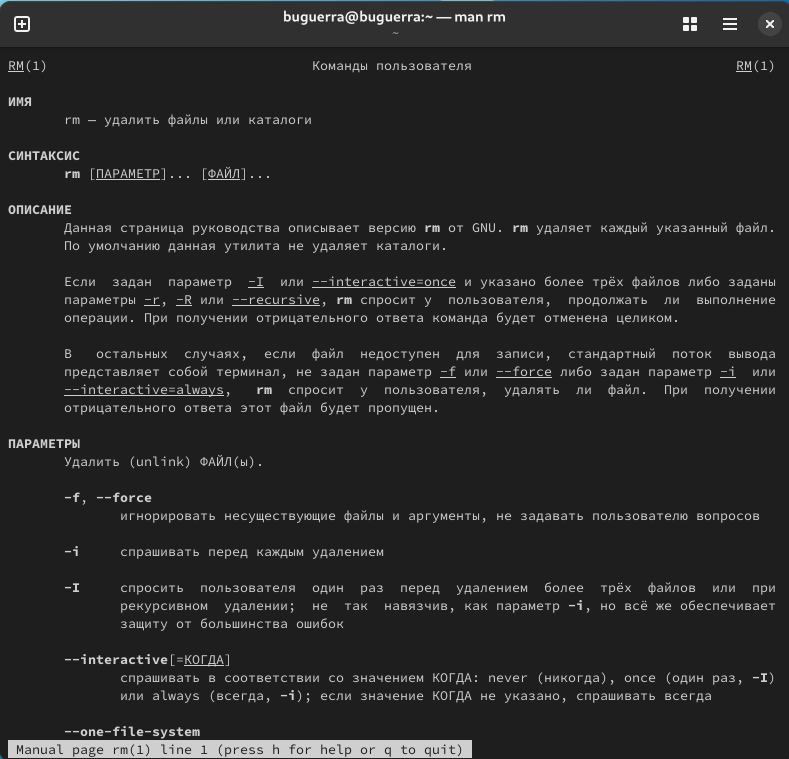 buguerra@buguerra:~ — man rm
~
RM(1) Команды пользователя RM(1)
ИМЯ
rm — удалить файлы или каталоги
СИНТАКСИС
rm [ПАРАМЕТР]... [ФАЙЛ]...
ОПИСАНИЕ
Данная страница руководства описывает версию rm от GNU. rm удаляет каждый указанный файл.
По умолчанию данная утилита не удаляет каталоги.
Если задан параметр -I или --interactive=once и указано более трёх файлов либо заданы
параметры -r, -R или --recursive, rm спросит у пользователя, продолжать ли выполнение
операции. При получении отрицательного ответа команда будет отменена целиком.
В остальных случаях, если файл недоступен для записи, стандартный поток вывода
представляет собой терминал, не задан параметр -f или --force либо задан параметр -i или
--interactive=always, rm спросит у пользователя, удалять ли файл. При получении
отрицательного ответа этот файл будет пропущен.
ПАРАМЕТРЫ
Удалить (unlink) ФАЙЛ(ы).
-f, --force
игнорировать несуществующие файлы и аргументы, не задавать пользователю вопросов
-i спрашивать перед каждым удалением
-I спросить пользователя один раз перед удалением более трёх файлов или при
рекурсивном удалении; не так навязчив, как параметр -i, но всё же обеспечивает
защиту от большинства ошибок
--interactive[=КОГДА]
спрашивать в соответствии со значением КОГДА: never (никогда), once (один раз, -I)
или always (всегда, -i); если значение КОГДА не указано, спрашивать всегда
--one-file-system
Manual page rm(1) line 1 (press h for help or q to quit)